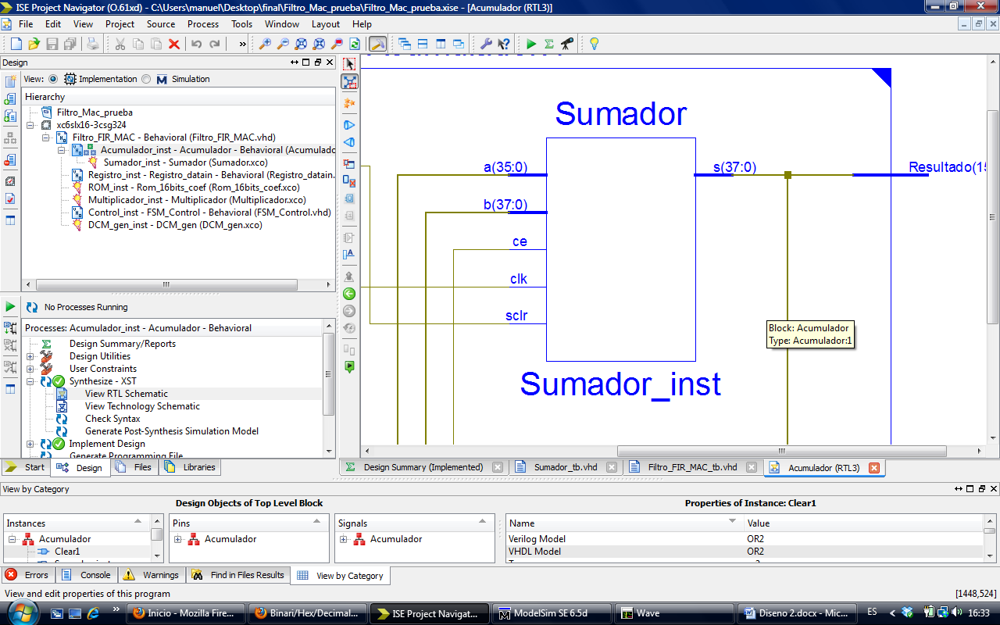 ISE Project Navigator (O.61xd) - C:\Users\manuel\Desktop\final\Filtro_Mac_prueba\Filtro_Mac_prueba.xise - [Acumulador (RTL3)]
File Edit View Project Source Process Tools Window Layout Help
Design
View: Implementation Simulation
Hierarchy
Filtro_Mac_prueba
xc6slx16-3csg324
Filtro_FIR_MAC - Behavioral (Filtro_FIR_MAC.vhd)
Acumulador_inst - Acumulador - Behavioral (Acumulado
Sumador_inst - Sumador (Sumador.xco)
Registro_inst - Registro_datain - Behavioral (Registro_datain.
ROM_inst - Rom_16bits_coef (Rom_16bits_coef.xco)
Multiplicador_inst - Multiplicador (Multiplicador.xco)
Control_inst - FSM_Control - Behavioral (FSM_Control.vhd)
DCM_gen_inst - DCM_gen (DCM_gen.xco)
No Processes Running
Processes: Acumulador_inst - Acumulador - Behavioral
Design Summary/Reports
Design Utilities
User Constraints
Synthesize - XST
View RTL Schematic
View Technology Schematic
Check Syntax
Generate Post-Synthesis Simulation Model
Implement Design
Generate Programming File
Start Design Files Libraries
Sumador
a(35:0)
b(37:0)
ce
clk
sclr
s(37:0)
Resultado(15
Sumador_inst
Block: Acumulador
Type: Acumulador:1
Design Summary (Implemented) Sumador_tb.vhd Filtro_FIR_MAC_tb.vhd Acumulador (RTL3)
View by Category
Design Objects of Top Level Block
Properties of Instance: Clear1
Instances Pins Signals Name Value
Acumulador Acumulador Acumulador Verilog Model OR2
Clear1 VHDL Model OR2
Errors Console Warnings Find in Files Results View by Category
View and edit properties of this program
[1448,524]
Inicio - Mozilla Fire... Binari/Hex/Decimal... ISE Project Navigat... ModelSim SE 6.5d Wave Diseno 2.docx - Mic... ES 16:33